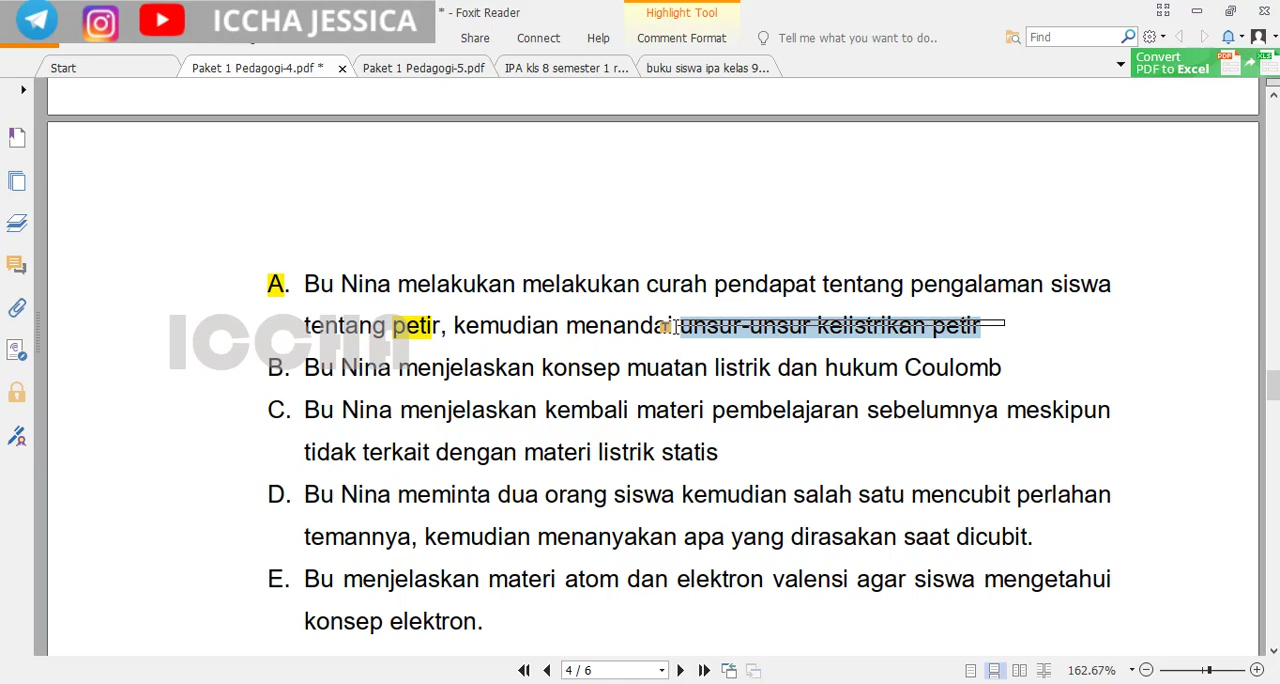 ICCHA JESSICA
* - Foxit Reader
Highlight Tool
Share Connect Help Comment Format Tell me what you want to do.. Find
Start Paket 1 Pedagogi-4.pdf * Paket 1 Pedagogi-5.pdf IPA kls 8 semester 1 r... buku siswa ipa kelas 9...
Convert
PDF to Excel
A. Bu Nina melakukan melakukan curah pendapat tentang pengalaman siswa
tentang petir, kemudian menandai unsur-unsur kelistrikan petir
ICCHA
B. Bu Nina menjelaskan konsep muatan listrik dan hukum Coulomb
C. Bu Nina menjelaskan kembali materi pembelajaran sebelumnya meskipun
tidak terkait dengan materi listrik statis
D. Bu Nina meminta dua orang siswa kemudian salah satu mencubit perlahan
temannya, kemudian menanyakan apa yang dirasakan saat dicubit.
E. Bu menjelaskan materi atom dan elektron valensi agar siswa mengetahui
konsep elektron.
4 / 6
162.67%